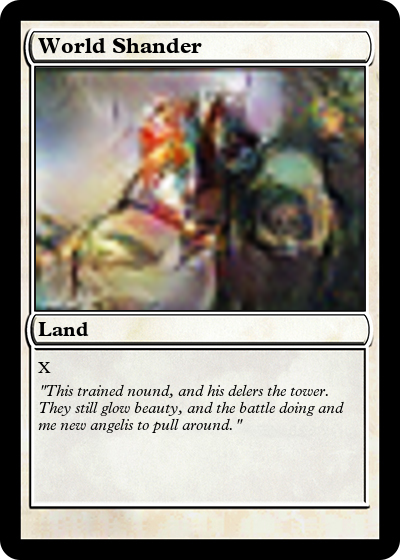 World Shander
Land
X
"This trained nound, and his delers the tower.
They still glow beauty, and the battle doing and
me new angelis to pull around."